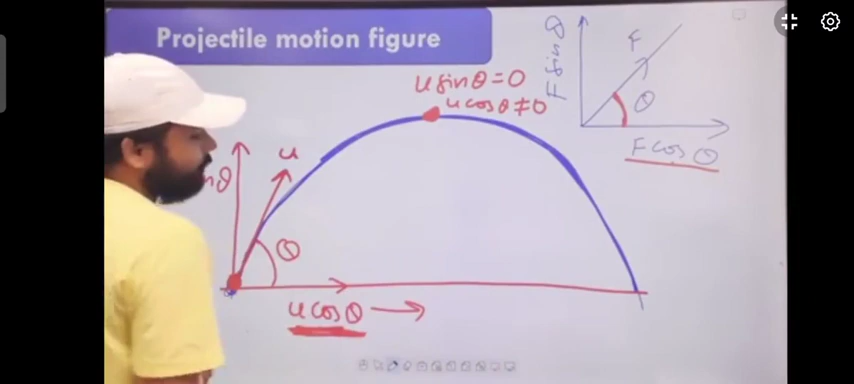 Projectile motion figure
F sin θ
F
θ
F cos θ
u sin θ = 0
u cos θ ≠ 0
u
θ
u cos θ →